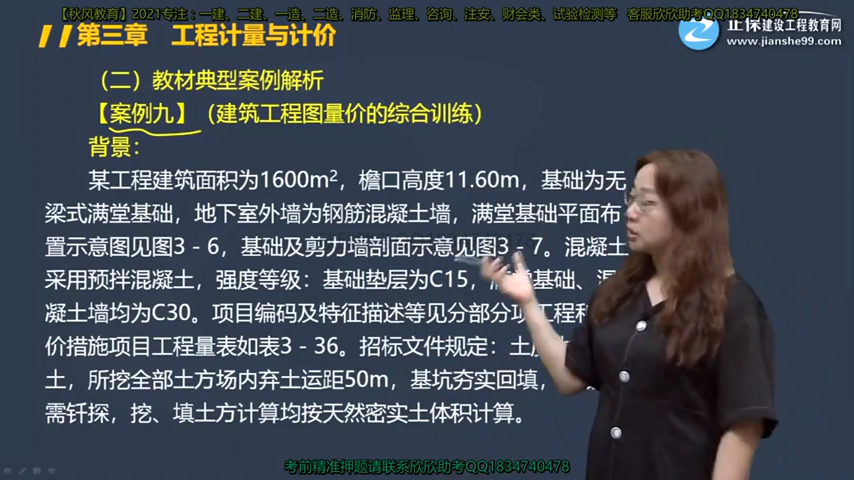 【秋风教育】2021专注：一建、二建、一造、二造、消防、监理、咨询、注安、财会类、试验检测等 客服欣欣助考QQ1834740478
第三章 工程计量与计价
正保建设工程教育网
www.jianshe99.com
（二）教材典型案例解析
【案例九】（建筑工程图量价的综合训练）
背景：
某工程建筑面积为1600m²，檐口高度11.60m，基础为无
梁式满堂基础，地下室外墙为钢筋混凝土墙，满堂基础平面布
置示意图见图3－6，基础及剪力墙剖面示意见图3－7。混凝土
采用预拌混凝土，强度等级：基础垫层为C15，满堂基础、混
凝土墙均为C30。项目编码及特征描述等见分部分项工程和
价措施项目工程量表如表3－36。招标文件规定：土
土，所挖全部土方场内弃土运距50m，基坑夯实回填，
需钎探，挖、填土方计算均按天然密实土体积计算。
考前精准押题请联系欣欣助考QQ1834740478